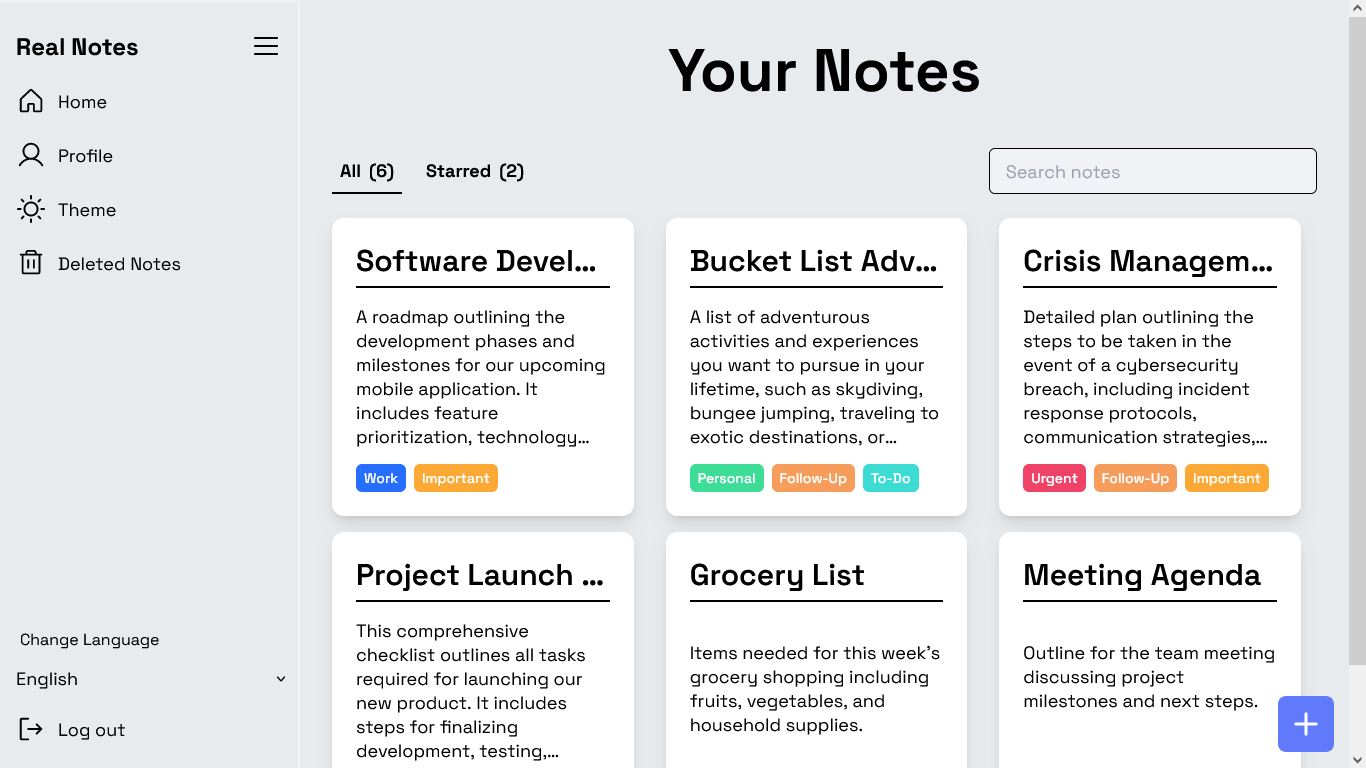 Real Notes
Home
Profile
Theme
Deleted Notes
Change Language
English
Log out
Your Notes
All (6)
Starred (2)
Search notes
Software Devel...
A roadmap outlining the
development phases and
milestones for our upcoming
mobile application. It
includes feature
prioritization, technology...
Work
Important
Bucket List Adv...
A list of adventurous
activities and experiences
you want to pursue in your
lifetime, such as skydiving,
bungee jumping, traveling to
exotic destinations, or...
Personal
Follow-Up
To-Do
Crisis Managem...
Detailed plan outlining the
steps to be taken in the
event of a cybersecurity
breach, including incident
response protocols,
communication strategies,...
Urgent
Follow-Up
Important
Project Launch ...
This comprehensive
checklist outlines all tasks
required for launching our
new product. It includes
steps for finalizing
development, testing,...
Grocery List
Items needed for this week's
grocery shopping including
fruits, vegetables, and
household supplies.
Meeting Agenda
Outline for the team meeting
discussing project
milestones and next steps.